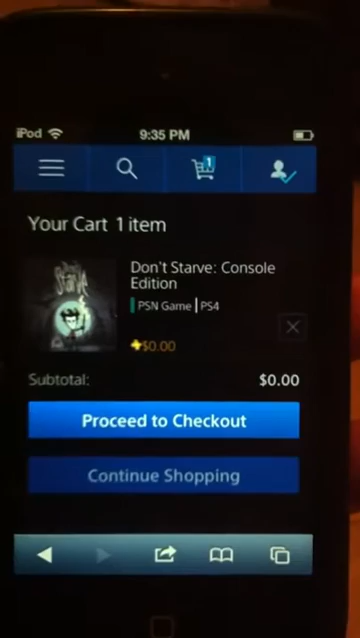 iPod 9:35 PM
1
Your Cart 1 item
Don't Starve: Console
Edition
PSN Game | PS4
$0.00
Subtotal: $0.00
Proceed to Checkout
Continue Shopping